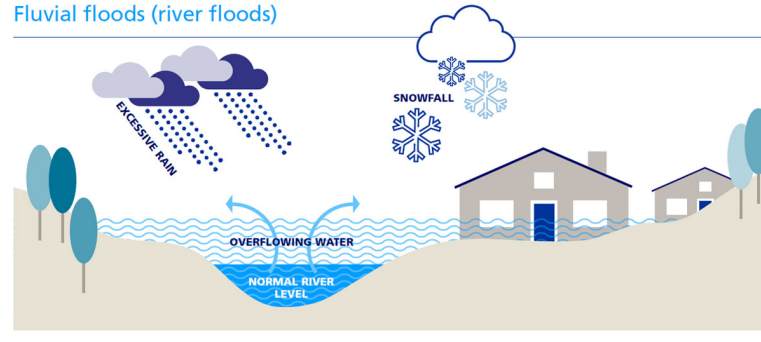 Fluvial floods (river floods)
SNOWFALL
EXCESSIVE RAIN
OVERFLOWING WATER
NORMAL RIVER
LEVEL